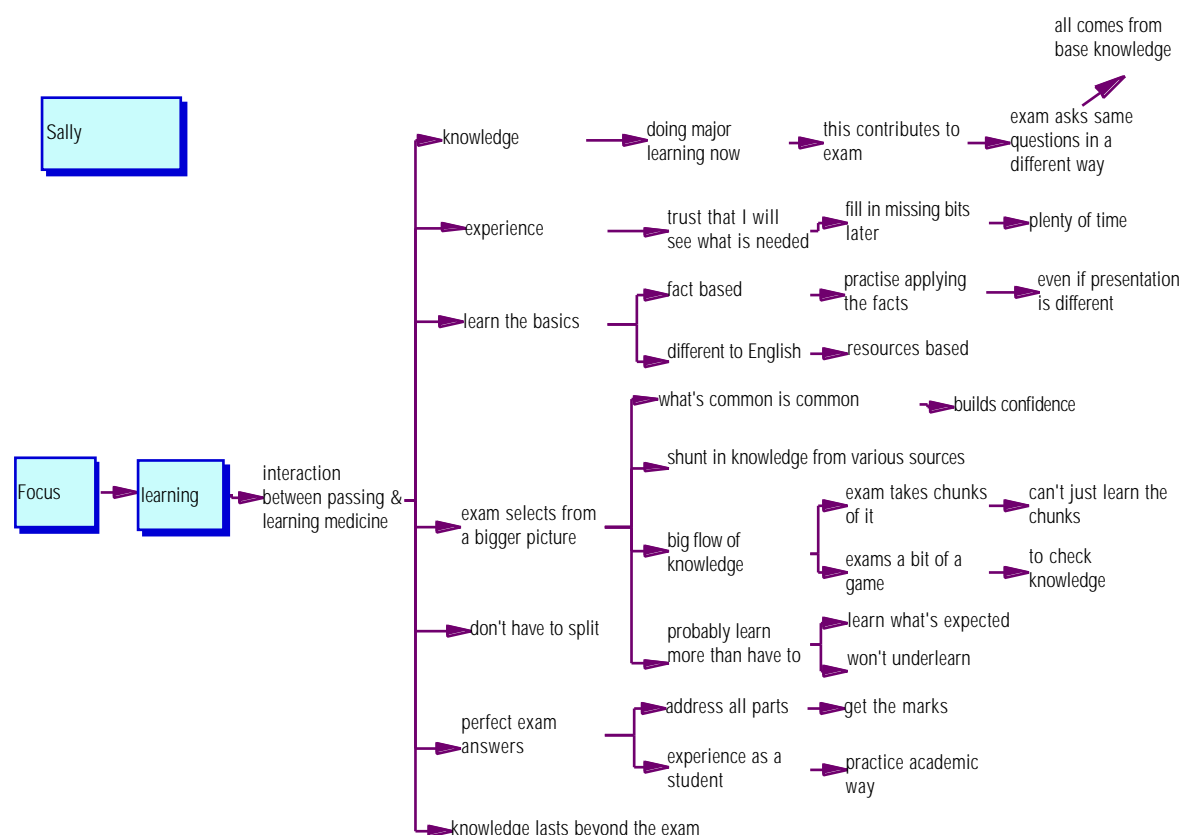 all comes from
base knowledge
Sally
knowledge
doing major
learning now
this contributes to
exam
exam asks same
questions in a
different way
experience
trust that I will
see what is needed
fill in missing bits
later
plenty of time
learn the basics
fact based
practise applying
the facts
even if presentation
is different
different to English
resources based
Focus
learning
interaction
between passing &
learning medicine
exam selects from
a bigger picture
what's common is common
builds confidence
shunt in knowledge from various sources
big flow of
knowledge
exam takes chunks
of it
can't just learn the
chunks
exams a bit of a
game
to check
knowledge
probably learn
more than have to
learn what's expected
won't underlearn
don't have to split
perfect exam
answers
address all parts
get the marks
experience as a
student
practice academic
way
knowledge lasts beyond the exam